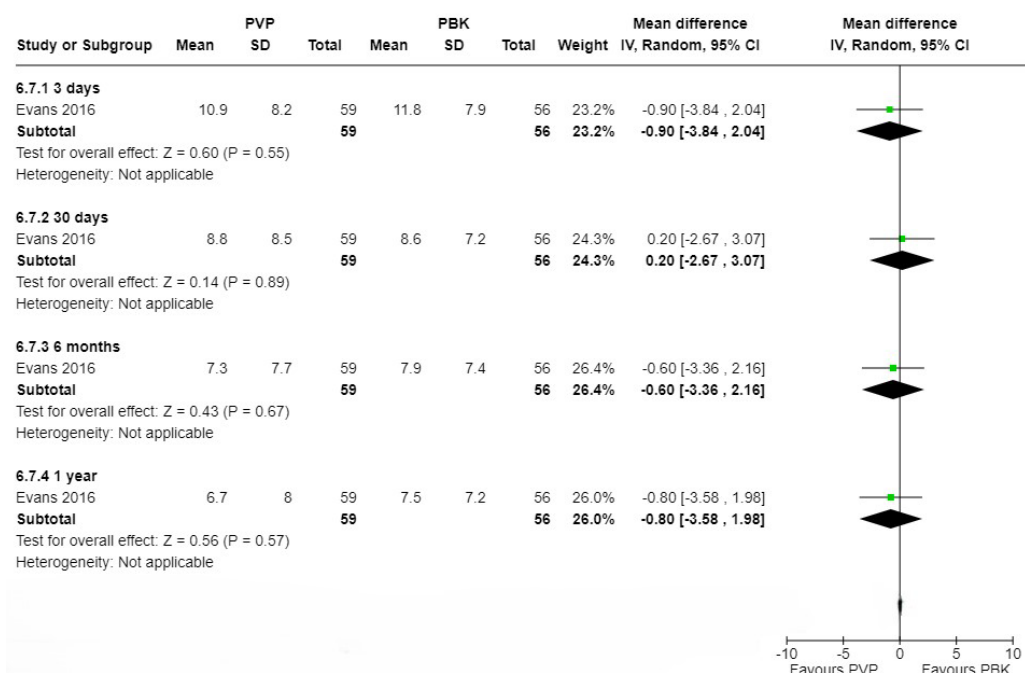 PVP PBK Mean difference Mean difference
Study or Subgroup Mean SD Total Mean SD Total Weight IV, Random, 95% CI IV, Random, 95% CI
6.7.1 3 days
Evans 2016 10.9 8.2 59 11.8 7.9 56 23.2% -0.90 [-3.84 , 2.04]
Subtotal 59 56 23.2% -0.90 [-3.84 , 2.04]
Test for overall effect: Z = 0.60 (P = 0.55)
Heterogeneity: Not applicable
6.7.2 30 days
Evans 2016 8.8 8.5 59 8.6 7.2 56 24.3% 0.20 [-2.67 , 3.07]
Subtotal 59 56 24.3% 0.20 [-2.67 , 3.07]
Test for overall effect: Z = 0.14 (P = 0.89)
Heterogeneity: Not applicable
6.7.3 6 months
Evans 2016 7.3 7.7 59 7.9 7.4 56 26.4% -0.60 [-3.36 , 2.16]
Subtotal 59 56 26.4% -0.60 [-3.36 , 2.16]
Test for overall effect: Z = 0.43 (P = 0.67)
Heterogeneity: Not applicable
6.7.4 1 year
Evans 2016 6.7 8 59 7.5 7.2 56 26.0% -0.80 [-3.58 , 1.98]
Subtotal 59 56 26.0% -0.80 [-3.58 , 1.98]
Test for overall effect: Z = 0.56 (P = 0.57)
Heterogeneity: Not applicable
-10 -5 0 5 10
Favours PVP Favours PBK